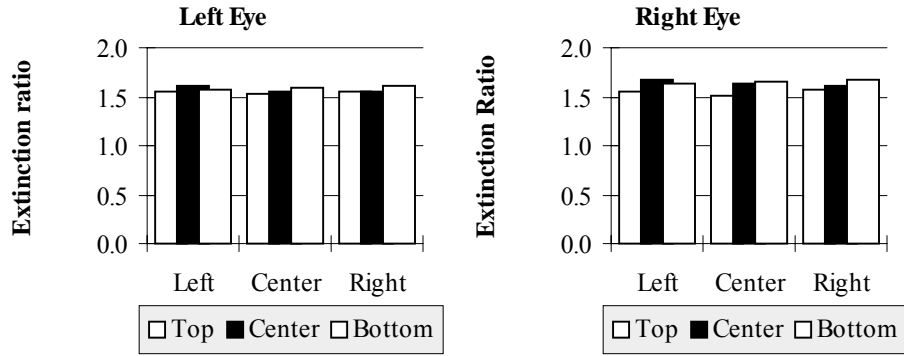 Left Eye
Extinction ratio
2.0
1.5
1.0
0.5
0.0
Left Center Right
Top Center Bottom
Right Eye
Extinction Ratio
2.0
1.5
1.0
0.5
0.0
Left Center Right
Top Center Bottom